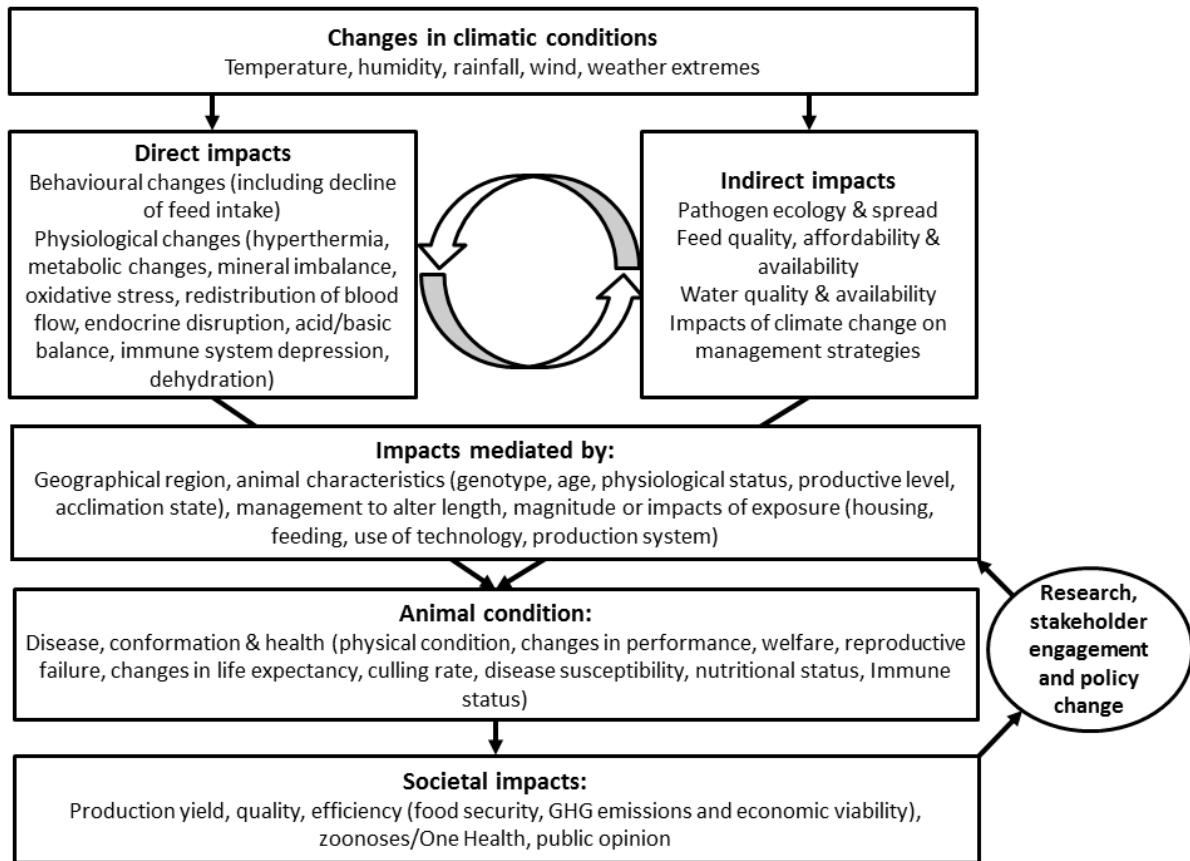 Changes in climatic conditions
Temperature, humidity, rainfall, wind, weather extremes
Direct impacts
Behavioural changes (including decline
of feed intake)
Physiological changes (hyperthermia,
metabolic changes, mineral imbalance,
oxidative stress, redistribution of blood
flow, endocrine disruption, acid/basic
balance, immune system depression,
dehydration)
Indirect impacts
Pathogen ecology & spread
Feed quality, affordability &
availability
Water quality & availability
Impacts of climate change on
management strategies
Impacts mediated by:
Geographical region, animal characteristics (genotype, age, physiological status, productive level,
acclimation state), management to alter length, magnitude or impacts of exposure (housing,
feeding, use of technology, production system)
Animal condition:
Disease, conformation & health (physical condition, changes in performance, welfare, reproductive
failure, changes in life expectancy, culling rate, disease susceptibility, nutritional status, Immune
status)
Research,
stakeholder
engagement
and policy
change
Societal impacts:
Production yield, quality, efficiency (food security, GHG emissions and economic viability),
zoonoses/One Health, public opinion